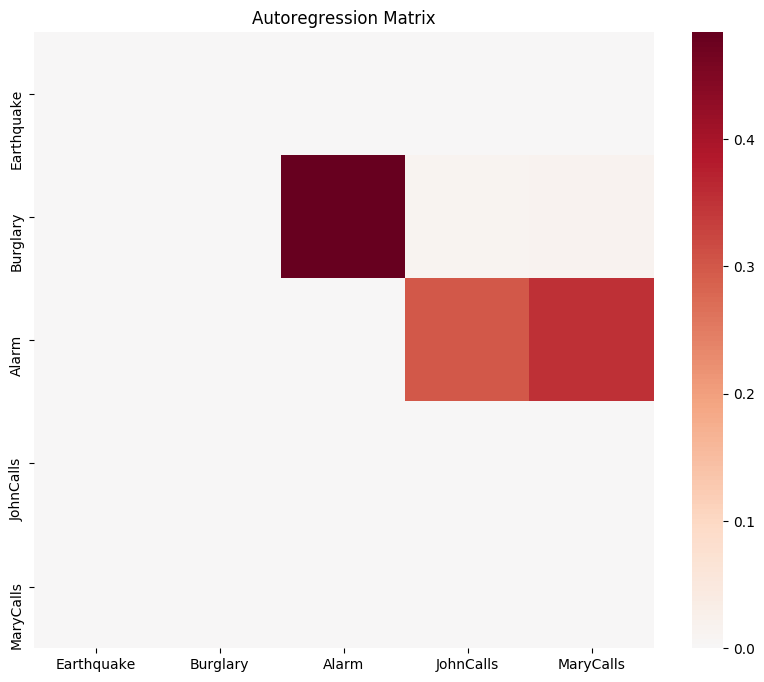 Autoregression Matrix
Earthquake
Burglary
Alarm
JohnCalls
MaryCalls
Earthquake Burglary Alarm JohnCalls MaryCalls
0.4
0.3
0.2
0.1
0.0